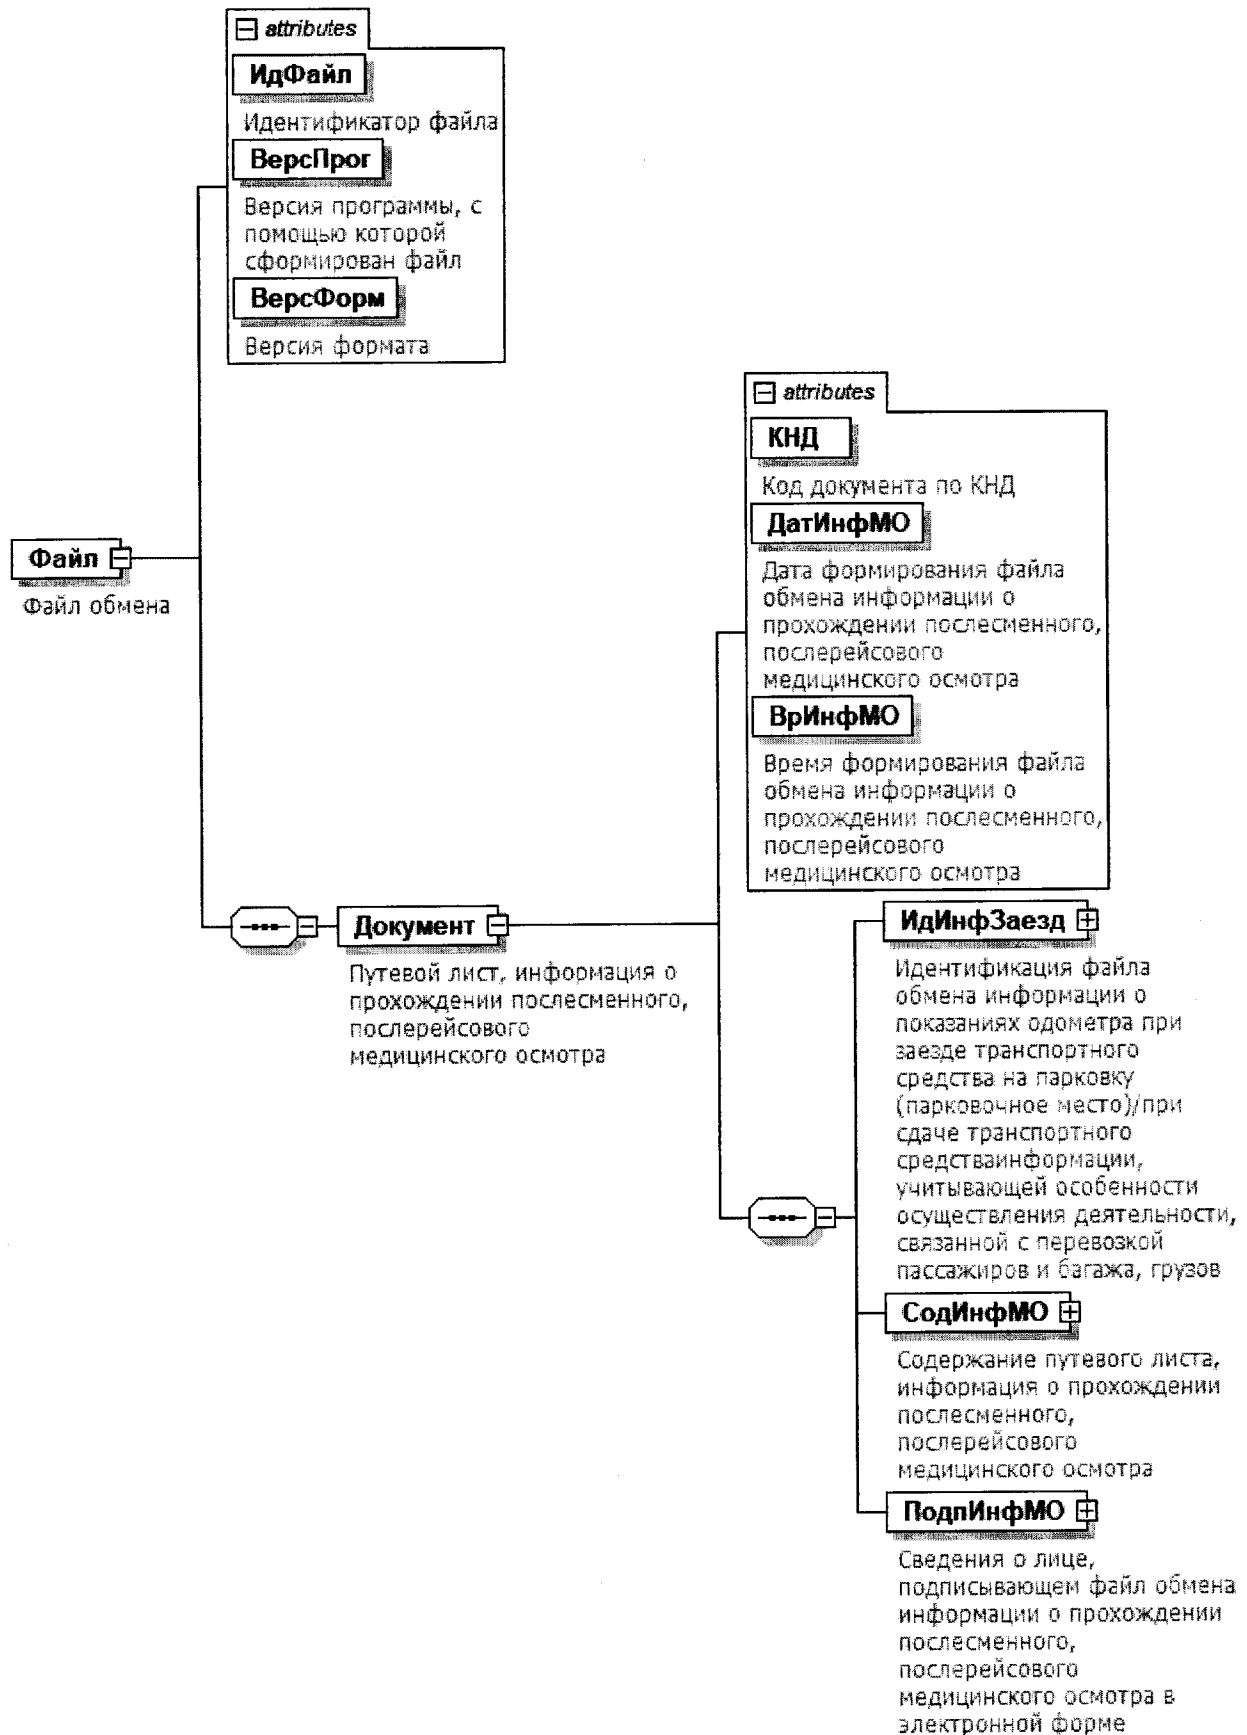 attributes
ИдФайл
Идентификатор файла
ВерсПрог
Версия программы, с
помощью которой
сформирован файл
ВерсФорм
Версия формата
Файл
Файл обмена
attributes
КНД
Код документа по КНД
ДатИнфМО
Дата формирования файла
обмена информации о
прохождении послесменного,
послерейсового
медицинского осмотра
ВрИнфМО
Время формирования файла
обмена информации о
прохождении послесменного,
послерейсового
медицинского осмотра
Документ
Путевой лист, информация о
прохождении послесменного,
послерейсового
медицинского осмотра
ИдИнфЗаезд
Идентификация файла
обмена информации о
показаниях одометра при
заезде транспортного
средства на парковку
(парковочное место)/при
сдаче транспортного
средстваинформации,
учитывающей особенности
осуществления деятельности,
связанной с перевозкой
пассажиров и багажа, грузов
СодИнфМО
Содержание путевого листа,
информация о прохождении
послесменного,
послерейсового
медицинского осмотра
ПодпИнфМО
Сведения о лице,
подписывающем файл обмена
информации о прохождении
послесменного,
послерейсового
медицинского осмотра в
электронной форме